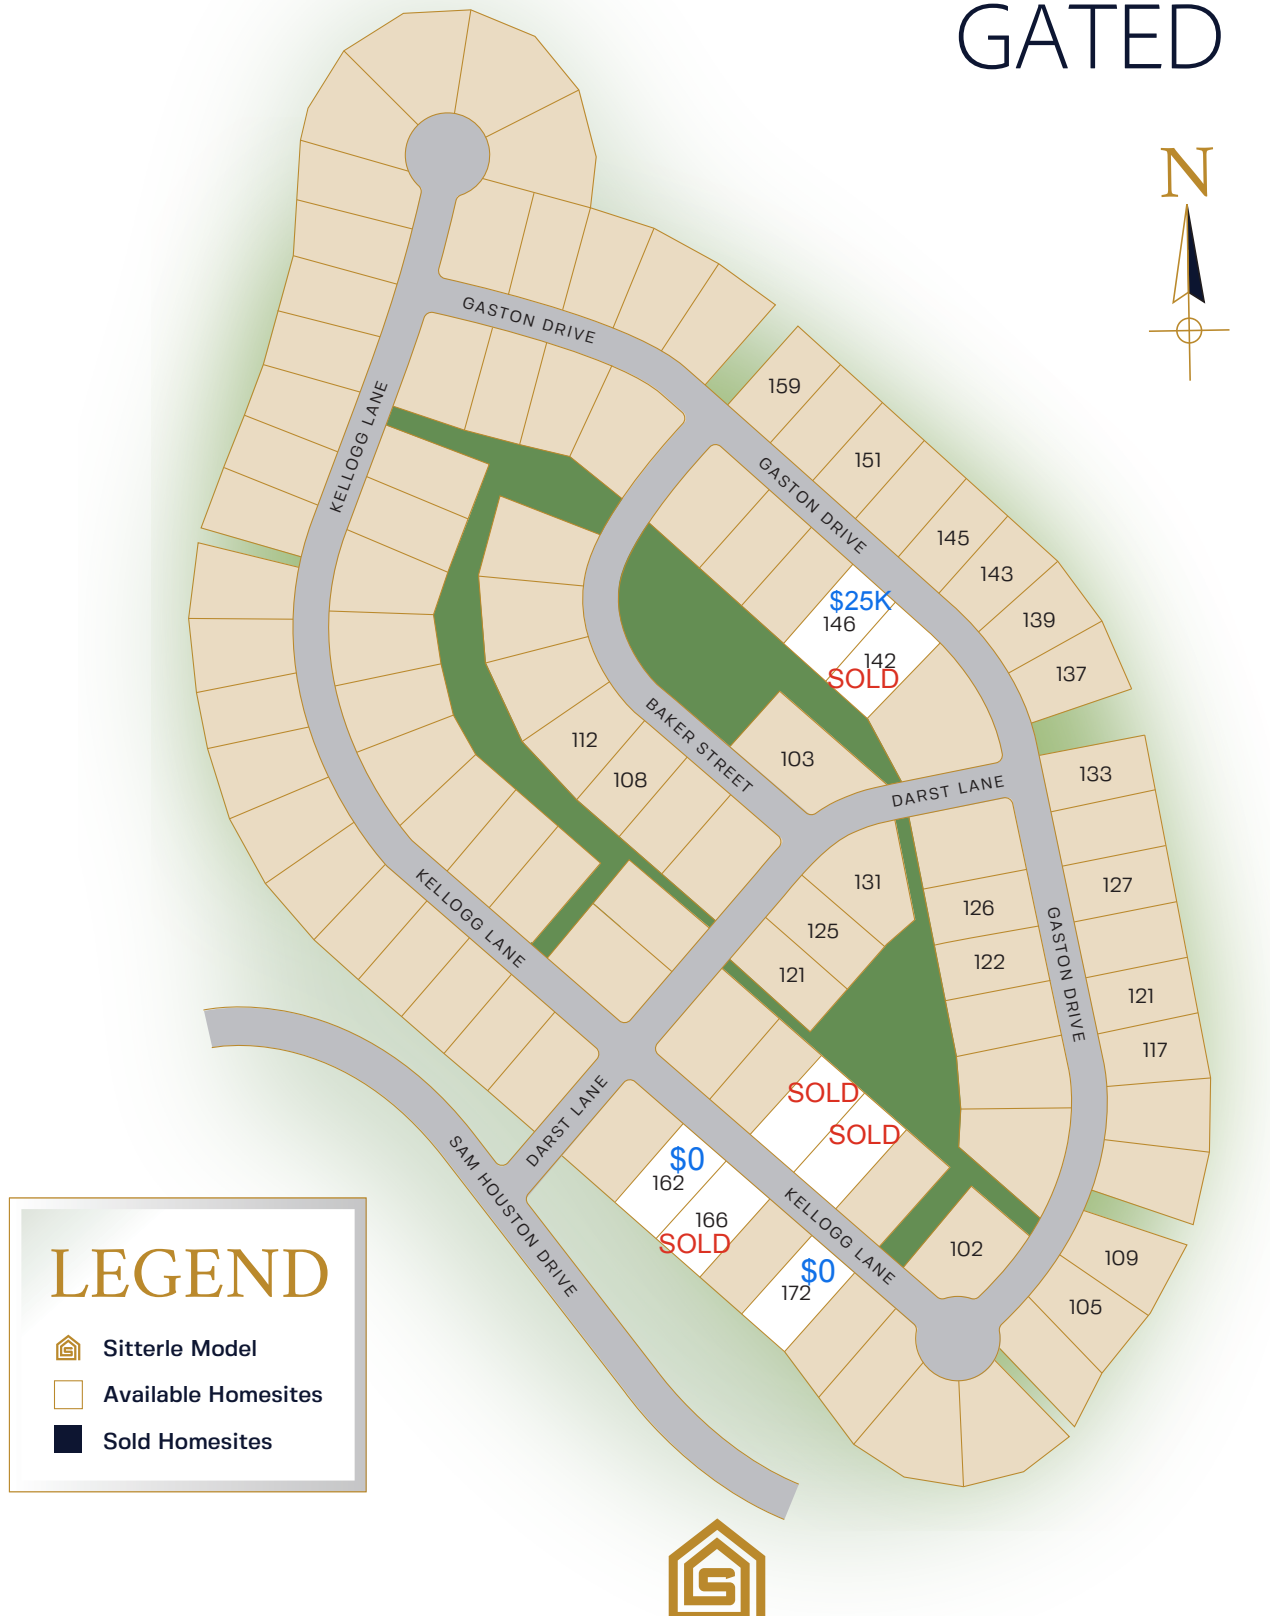 GATED
N
GASTON DRIVE
159
KELLOGG LANE
151
GASTON DRIVE
145
143
$25K
146
139
142
SOLD
137
BAKER STREET
112
103
133
108
DARST LANE
131
127
126
125
KELLOGG LANE
122
121
GASTON DRIVE
121
117
SOLD
DARST LANE
SOLD
SAM HOUSTON DRIVE
$0
162
166
SOLD
KELLOGG LANE
102
109
$0
172
105
LEGEND
Sitterle Model
Available Homesites
Sold Homesites